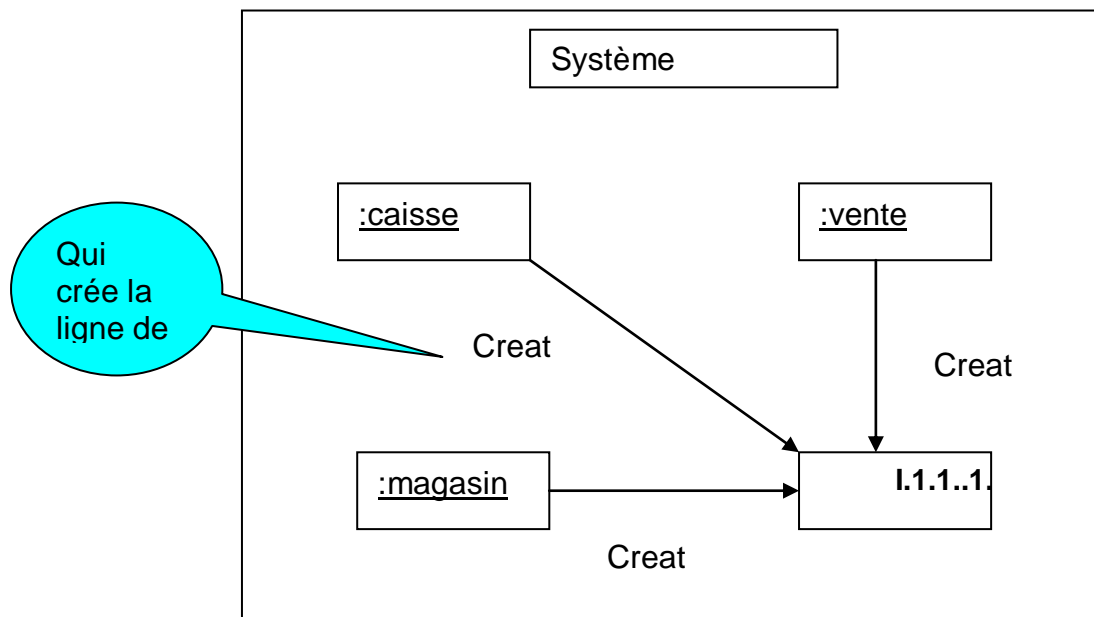 Système
:caisse
:vente
Qui
crée la
ligne de
Creat
Creat
:magasin
I.1.1..1.
Creat